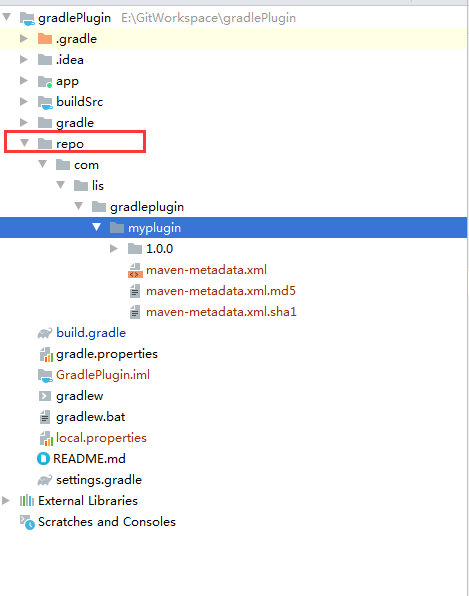 gradlePlugin E:\GitWorkspace\gradlePlugin
.gradle
.idea
app
buildSrc
gradle
repo
com
lis
gradleplugin
myplugin
1.0.0
maven-metadata.xml
maven-metadata.xml.md5
maven-metadata.xml.sha1
build.gradle
gradle.properties
GradlePlugin.iml
gradlew
gradlew.bat
local.properties
README.md
settings.gradle
External Libraries
Scratches and Consoles